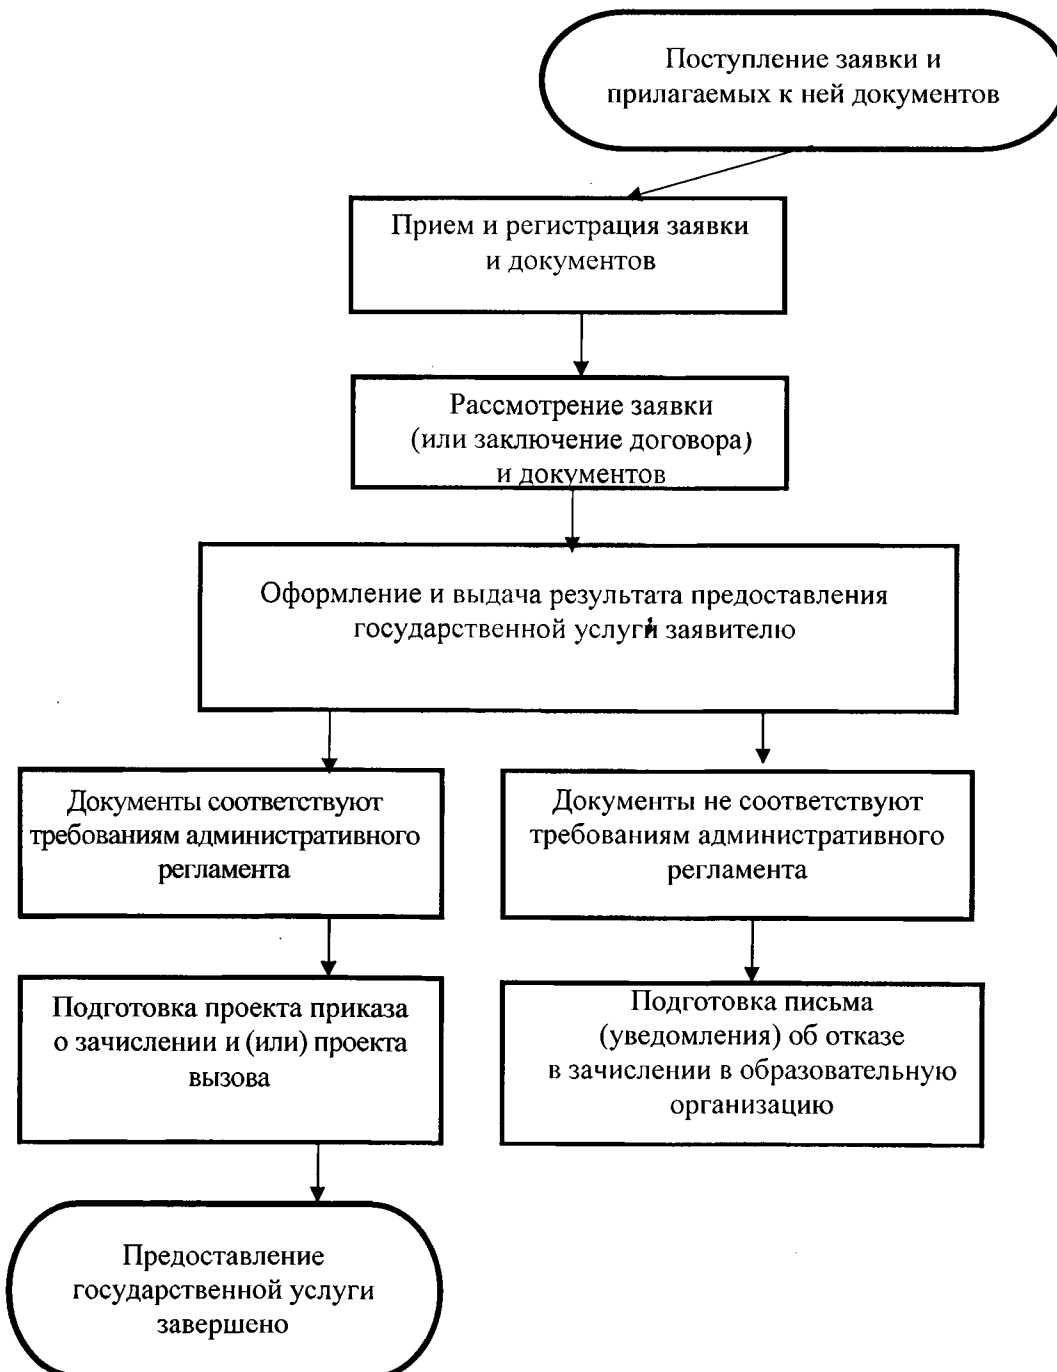 Поступление заявки и
прилагаемых к ней документов
Прием и регистрация заявки
и документов
Рассмотрение заявки
(или заключение договора)
и документов
Оформление и выдача результата предоставления
государственной услуги заявителю
Документы соответствуют
требованиям административного
регламента
Документы не соответствуют
требованиям административного
регламента
Подготовка проекта приказа
о зачислении и (или) проекта
вызова
Подготовка письма
(уведомления) об отказе
в зачислении в образовательную
организацию
Предоставление
государственной услуги
завершено